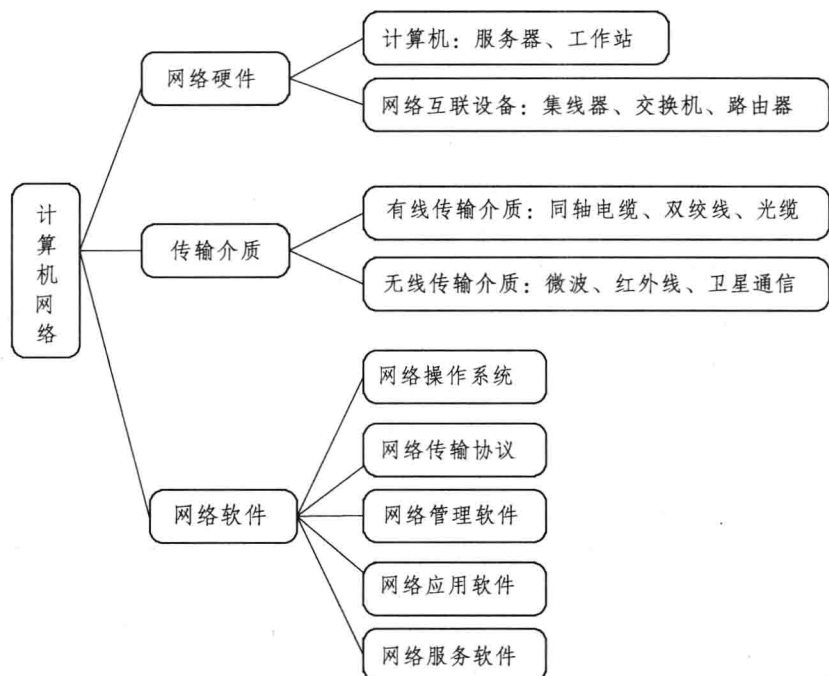 计算机网络
网络硬件
计算机：服务器、工作站
网络互联设备：集线器、交换机、路由器
传输介质
有线传输介质：同轴电缆、双绞线、光缆
无线传输介质：微波、红外线、卫星通信
网络软件
网络操作系统
网络传输协议
网络管理软件
网络应用软件
网络服务软件